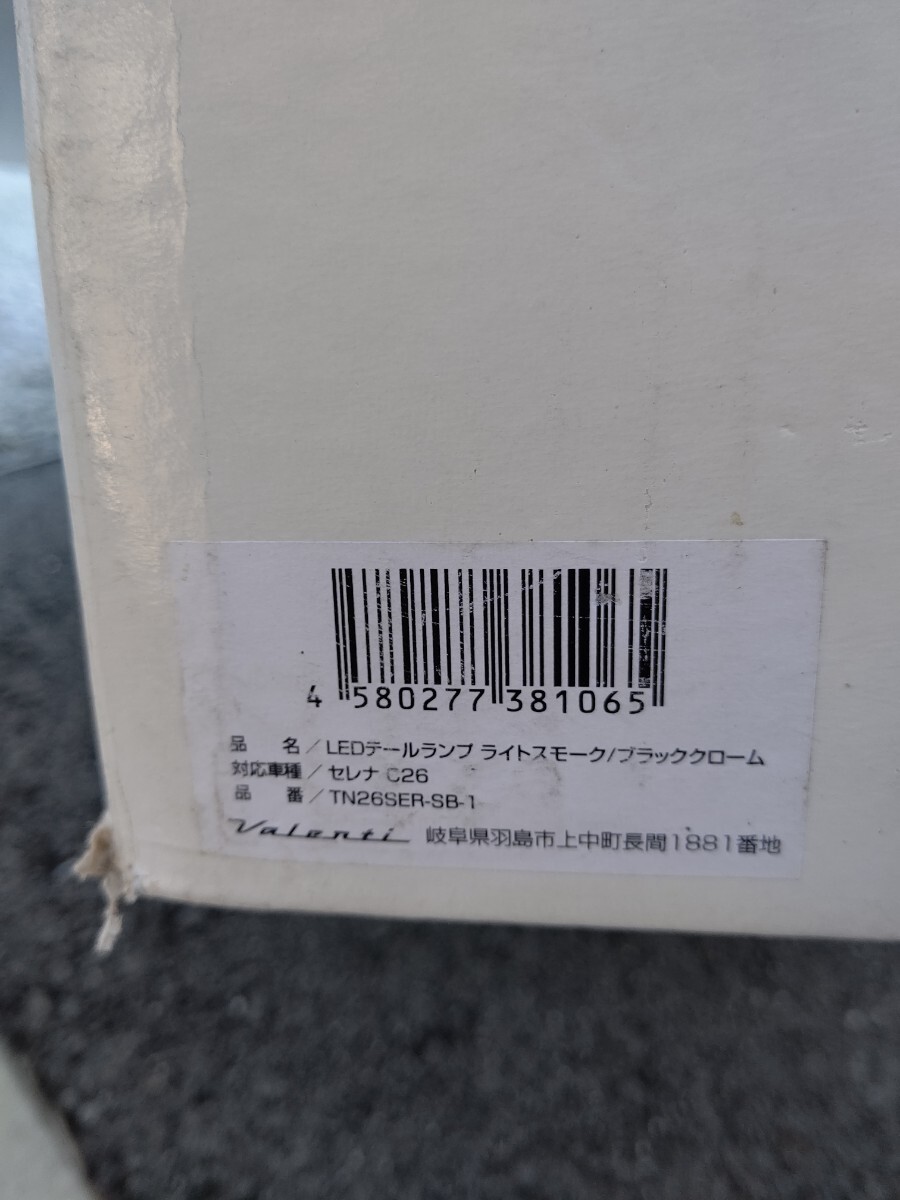 4 580277 381065
品 名/LEDテールランプ ライトスモーク/ブラッククローム
対応車種/セレナ C26
品 番/TN26SER-SB-1
Valenti 岐阜県羽島市上中町長間1881番地